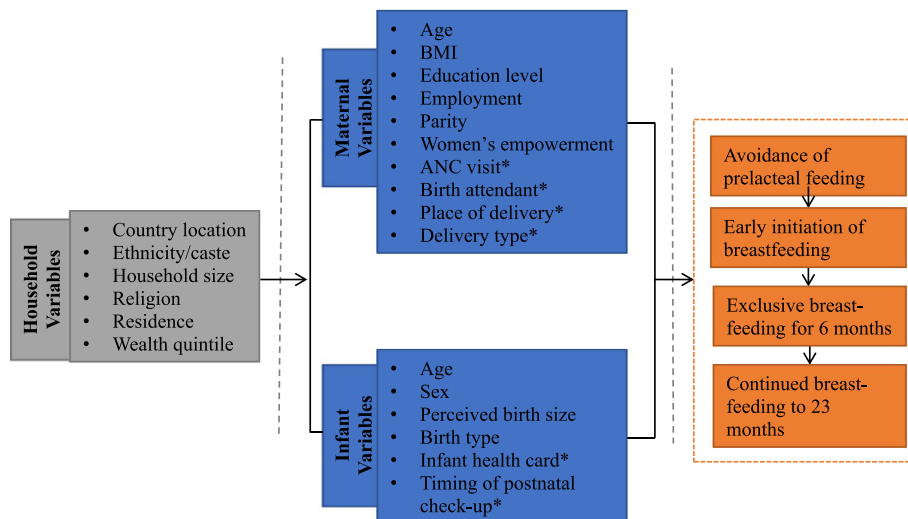 Household
Variables
• Country location
• Ethnicity/caste
• Household size
• Religion
• Residence
• Wealth quintile
Maternal
Variables
• Age
• BMI
• Education level
• Employment
• Parity
• Women’s empowerment
• ANC visit*
• Birth attendant*
• Place of delivery*
• Delivery type*
Infant
Variables
• Age
• Sex
• Perceived birth size
• Birth type
• Infant health card*
• Timing of postnatal
check-up*
Avoidance of
prelacteal feeding
Early initiation of
breastfeeding
Exclusive breast-
feeding for 6 months
Continued breast-
feeding to 23
months